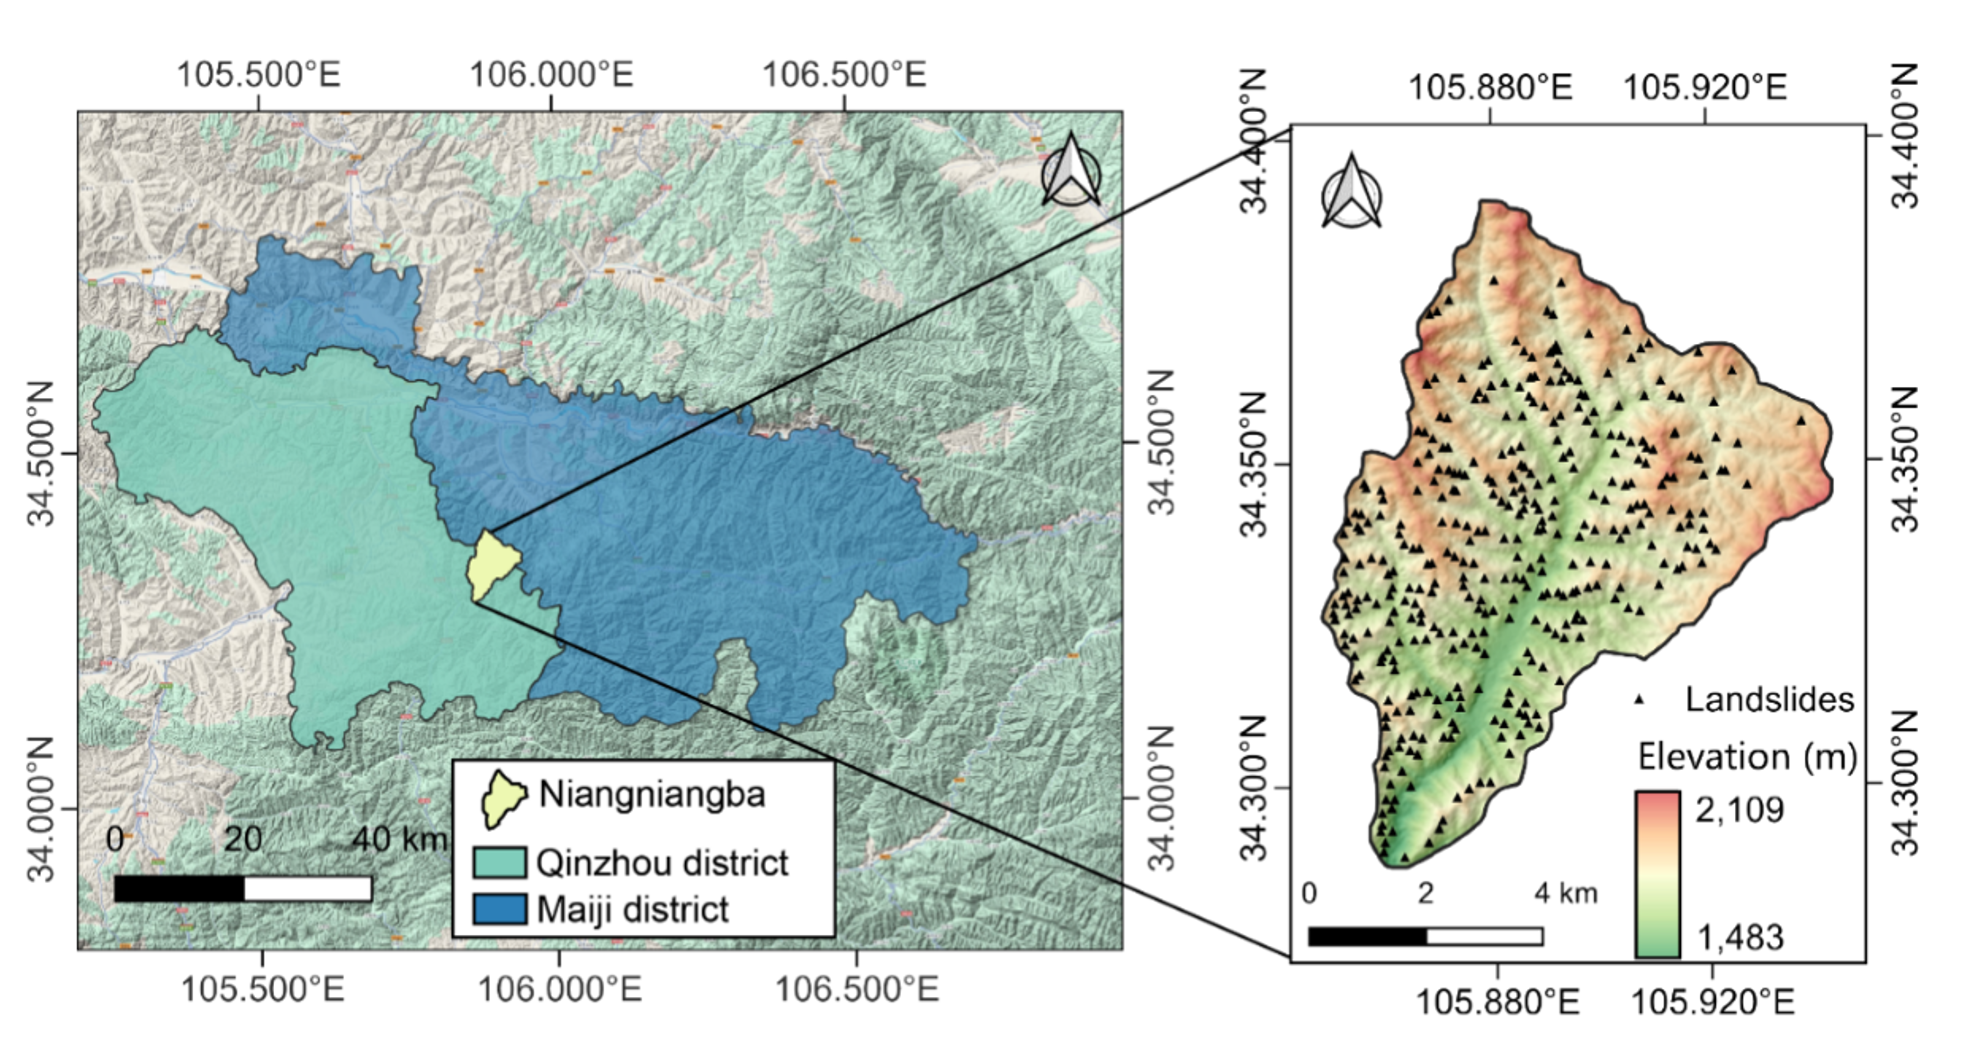 105.500°E 106.000°E 106.500°E
34.500°N
34.000°N
34.500°N
34.000°N
0 20 40 km
Niangniangba
Qinzhou district
Maiji district
105.500°E 106.000°E 106.500°E
105.880°E 105.920°E
34.400°N
34.350°N
34.300°N
34.400°N
34.350°N
34.300°N
Landslides
Elevation (m)
2,109
1,483
0 2 4 km
105.880°E 105.920°E